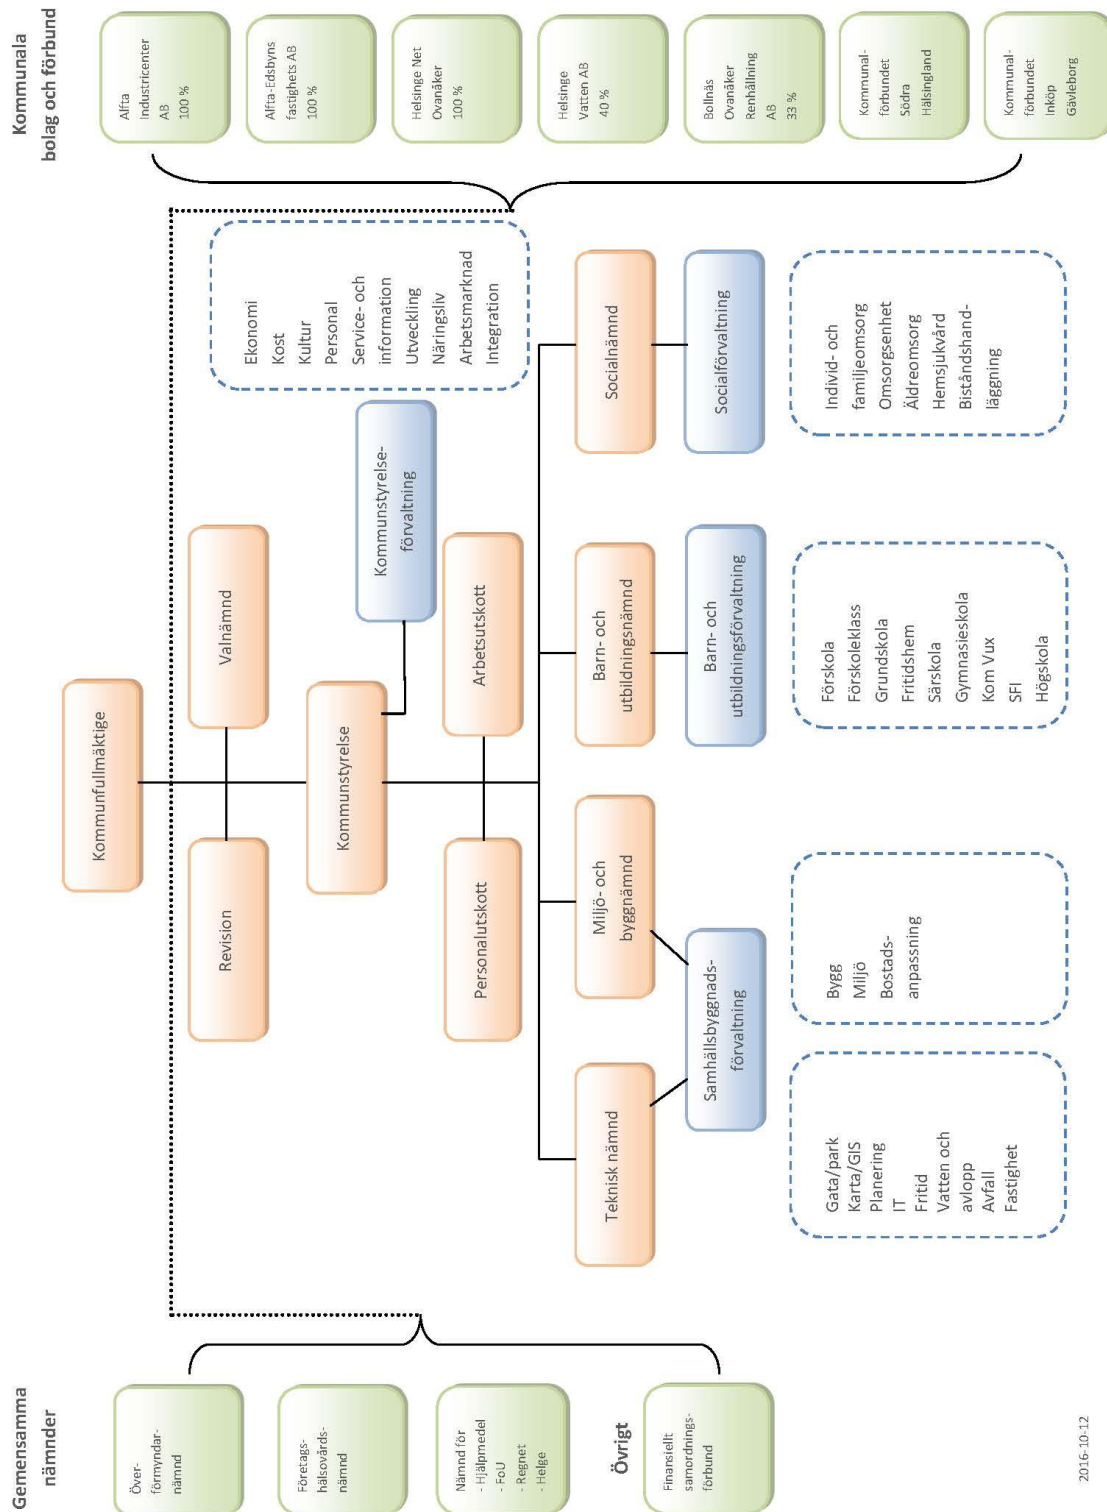 Gemensamma
nämnder
Över-
förmyndar-
nämnd
Företags-
hälsovårds-
nämnd
Nämnd för
- Hjälpmedel
- FoU
- Regnet
- Helge
Övrigt
Finansiellt
samordnings-
förbund
Kommunfullmäktige
Revision
Valnämnd
Kommunstyrelse
Kommunstyrelse-
förvaltning
Ekonomi
Kost
Kultur
Personal
Service- och
information
Utveckling
Näringsliv
Arbetsmarknad
Integration
Personalutskott
Arbetsutskott
Teknisk nämnd
Miljö- och
byggnämnd
Barn- och
utbildningsnämnd
Socialnämnd
Samhällsbyggnads-
förvaltning
Barn- och
utbildningsförvaltning
Socialförvaltning
Gata/park
Karta/GIS
Planering
IT
Fritid
Vatten och
avlopp
Avfall
Fastighet
Bygg
Miljö
Bostads-
anpassning
Förskola
Förskoleklass
Grundskola
Fritidshem
Särskola
Gymnasieskola
Kom Vux
SFI
Högskola
Individ- och
familjeomsorg
Omsorgsenhet
Äldreomsorg
Hemsjukvård
Biståndshand-
läggning
Kommunala
bolag och förbund
Alfta
Industricenter
AB
100 %
Alfta-Edsbyns
fastighets AB
100 %
Helsinge Net
Ovanåker
100 %
Helsinge
Vatten AB
40 %
Bollnäs
Ovanåker
Renhållning
AB
33 %
Kommunal-
förbundet
Södra
Hälsingland
Kommunal-
förbundet
Inköp
Gävleborg
2016-10-12